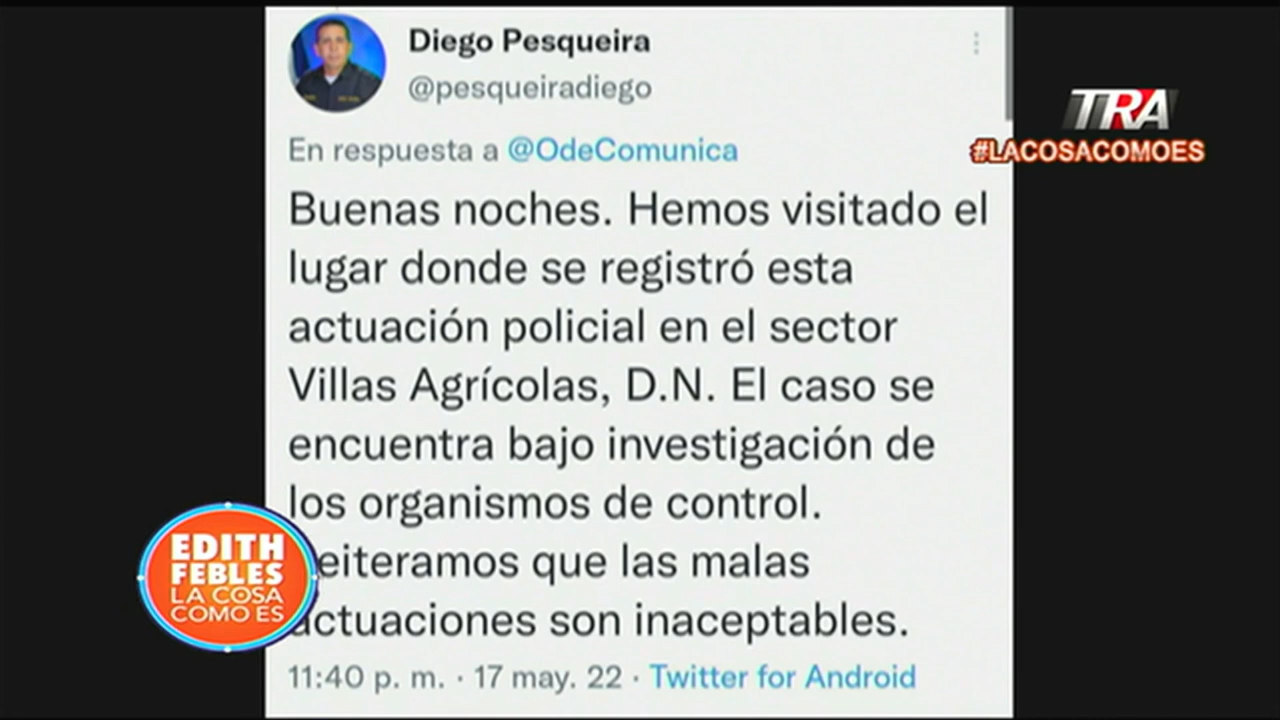 Diego Pesqueira
@pesqueiradiego
En respuesta a @OdeComunica
Buenas noches. Hemos visitado el
lugar donde se registró esta
actuación policial en el sector
Villas Agrícolas, D.N. El caso se
encuentra bajo investigación de
los organismos de control.
eiteramos que las malas
actuaciones son inaceptables.
11:40 p. m. · 17 may. 22 · Twitter for Android
TRA
#LACOSACOMOES
EDITH
FEBLES
LA COSA
COMO ES